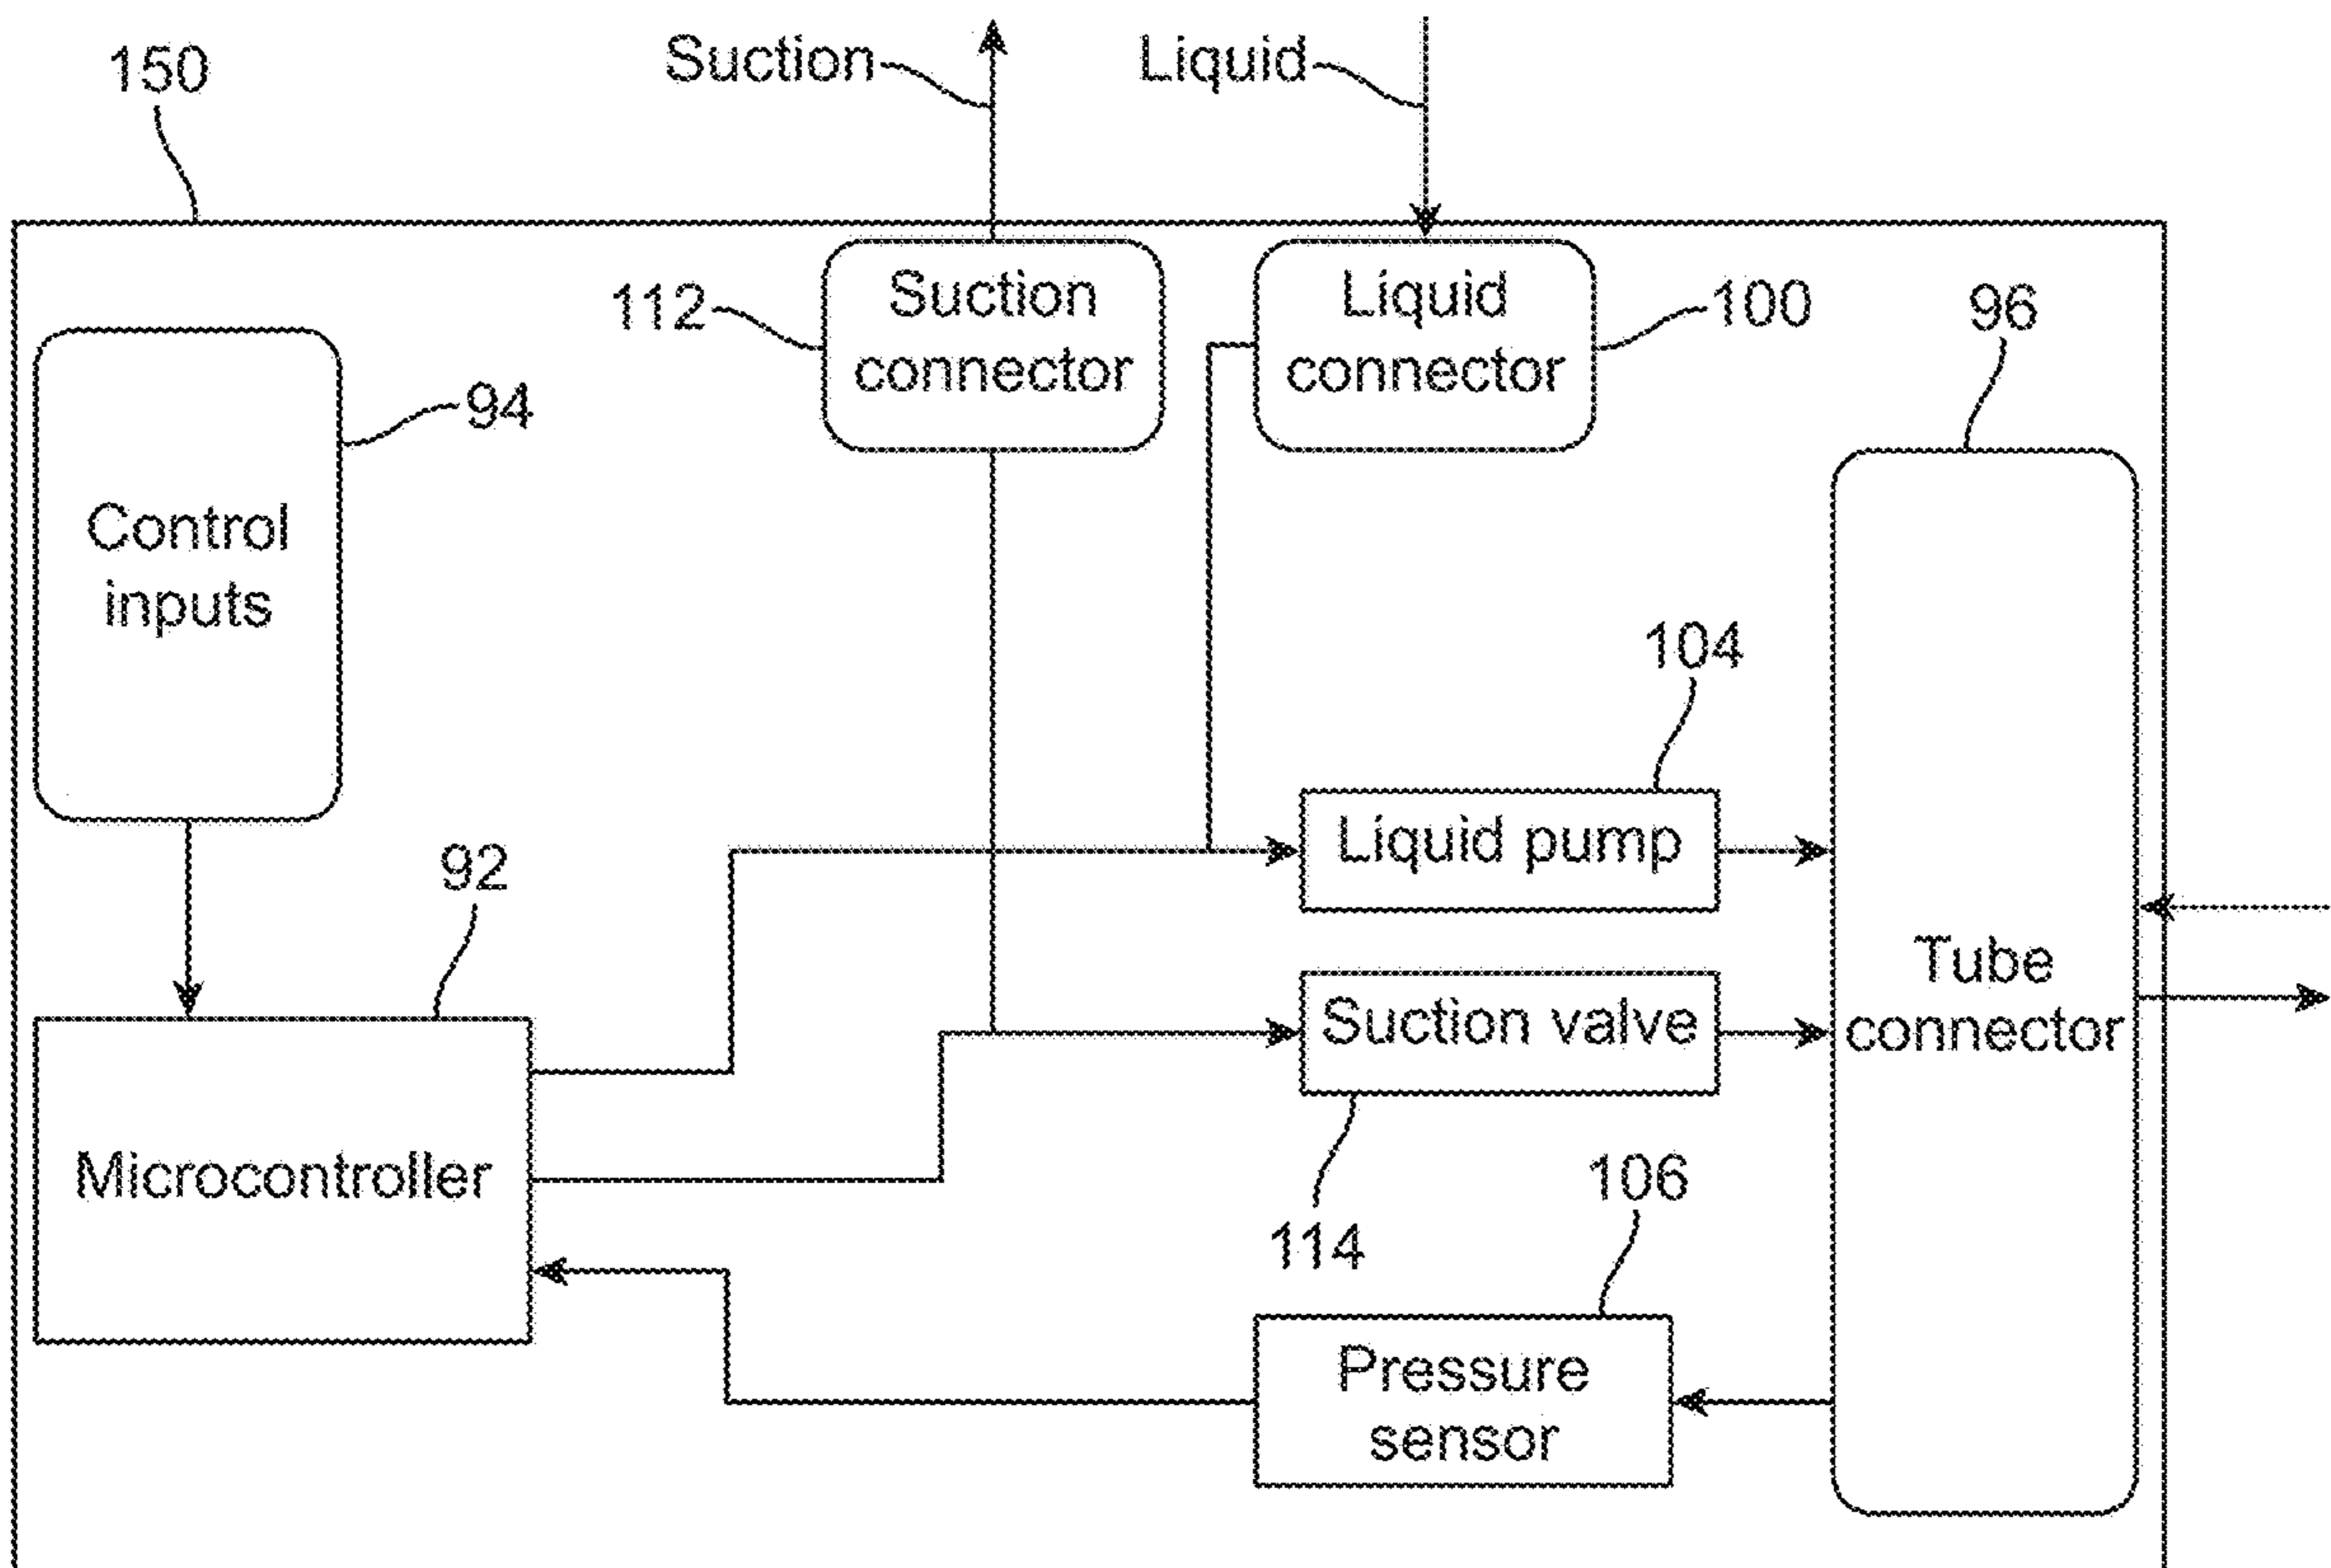 150
Suction
Liquid
112
Suction
connector
Liquid
connector
100
96
94
Control
inputs
104
Liquid pump
92
Tube
connector
Suction valve
Microcontroller
114
106
Pressure
sensor